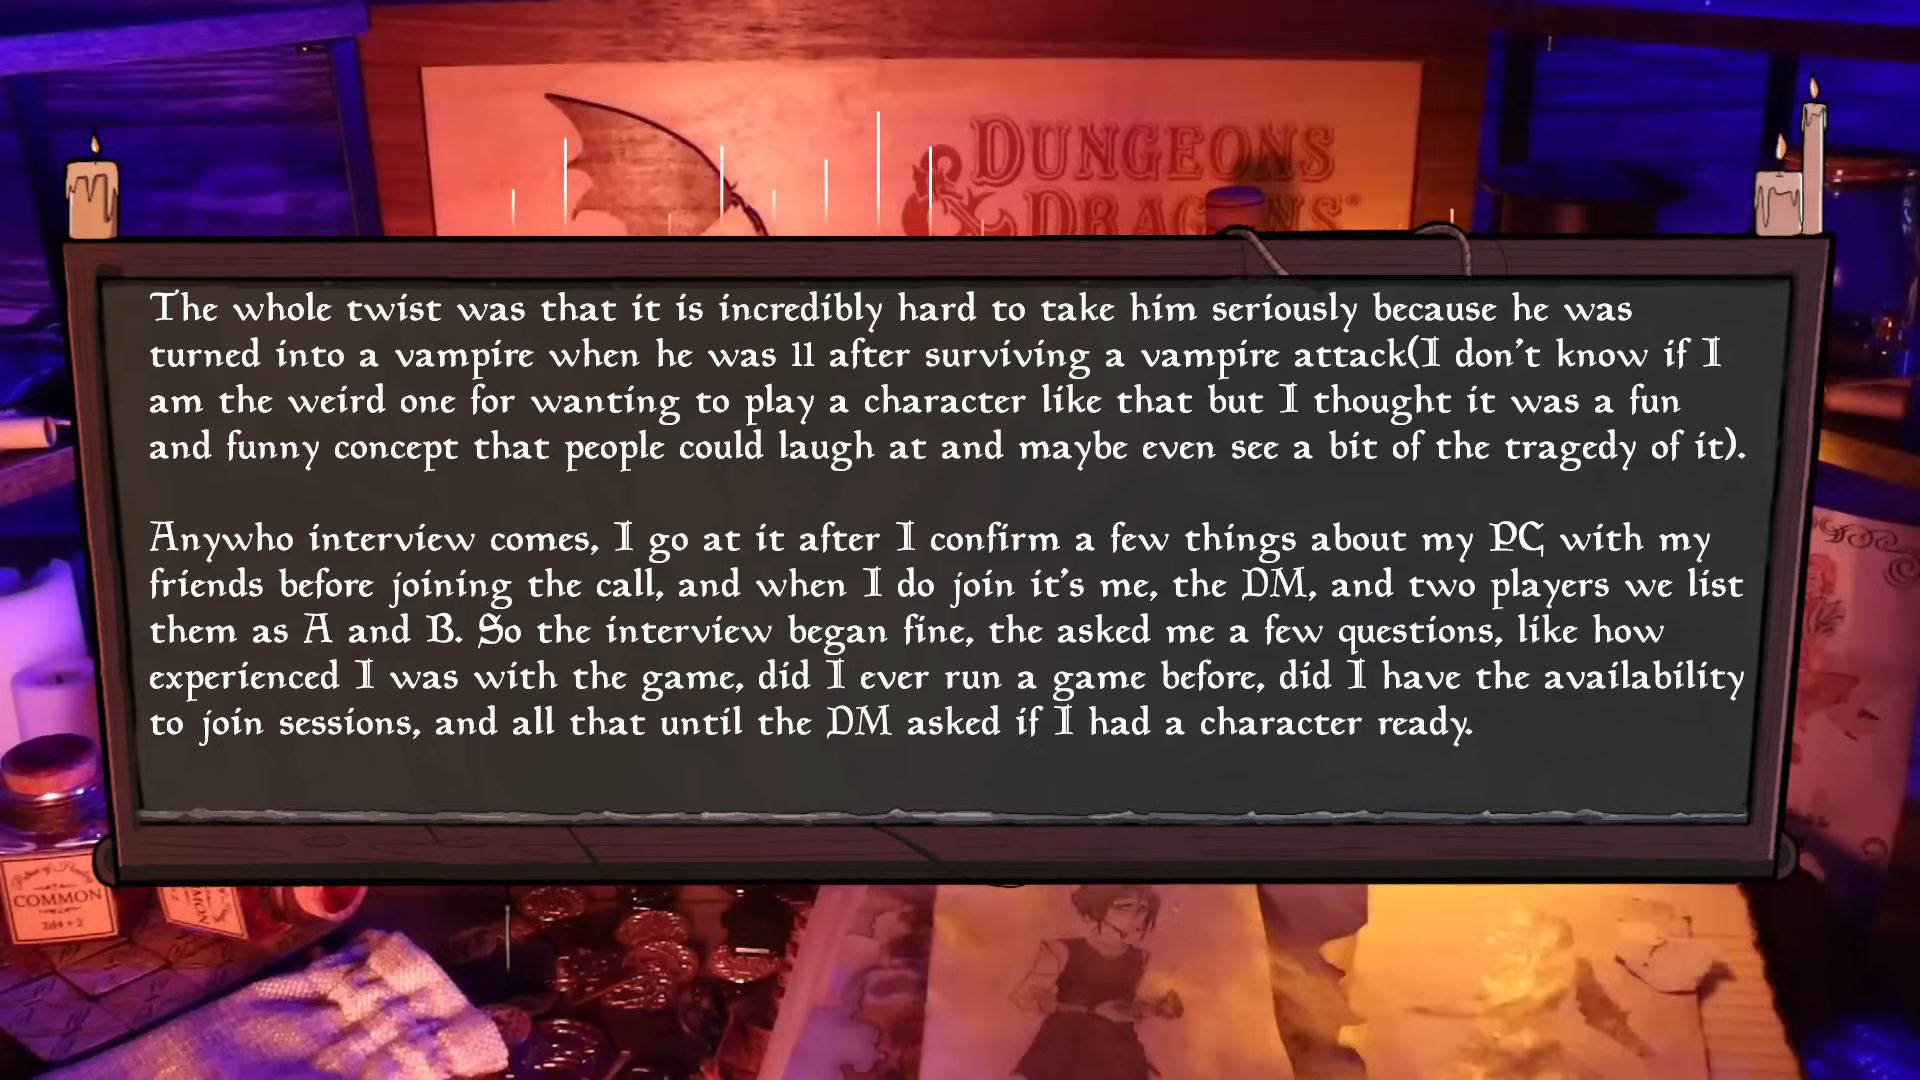 DUNGEONS
& DRAGONS®
The whole twist was that it is incredibly hard to take him seriously because he was
turned into a vampire when he was 11 after surviving a vampire attack(I don't know if I
am the weird one for wanting to play a character like that but I thought it was a fun
and funny concept that people could laugh at and maybe even see a bit of the tragedy of it).
Anywho interview comes, I go at it after I confirm a few things about my PC with my
friends before joining the call, and when I do join it's me, the DM, and two players we list
them as A and B. So the interview began fine, the asked me a few questions, like how
experienced I was with the game, did I ever run a game before, did I have the availability
to join sessions, and all that until the DM asked if I had a character ready.
COMMON
2d4 + 2